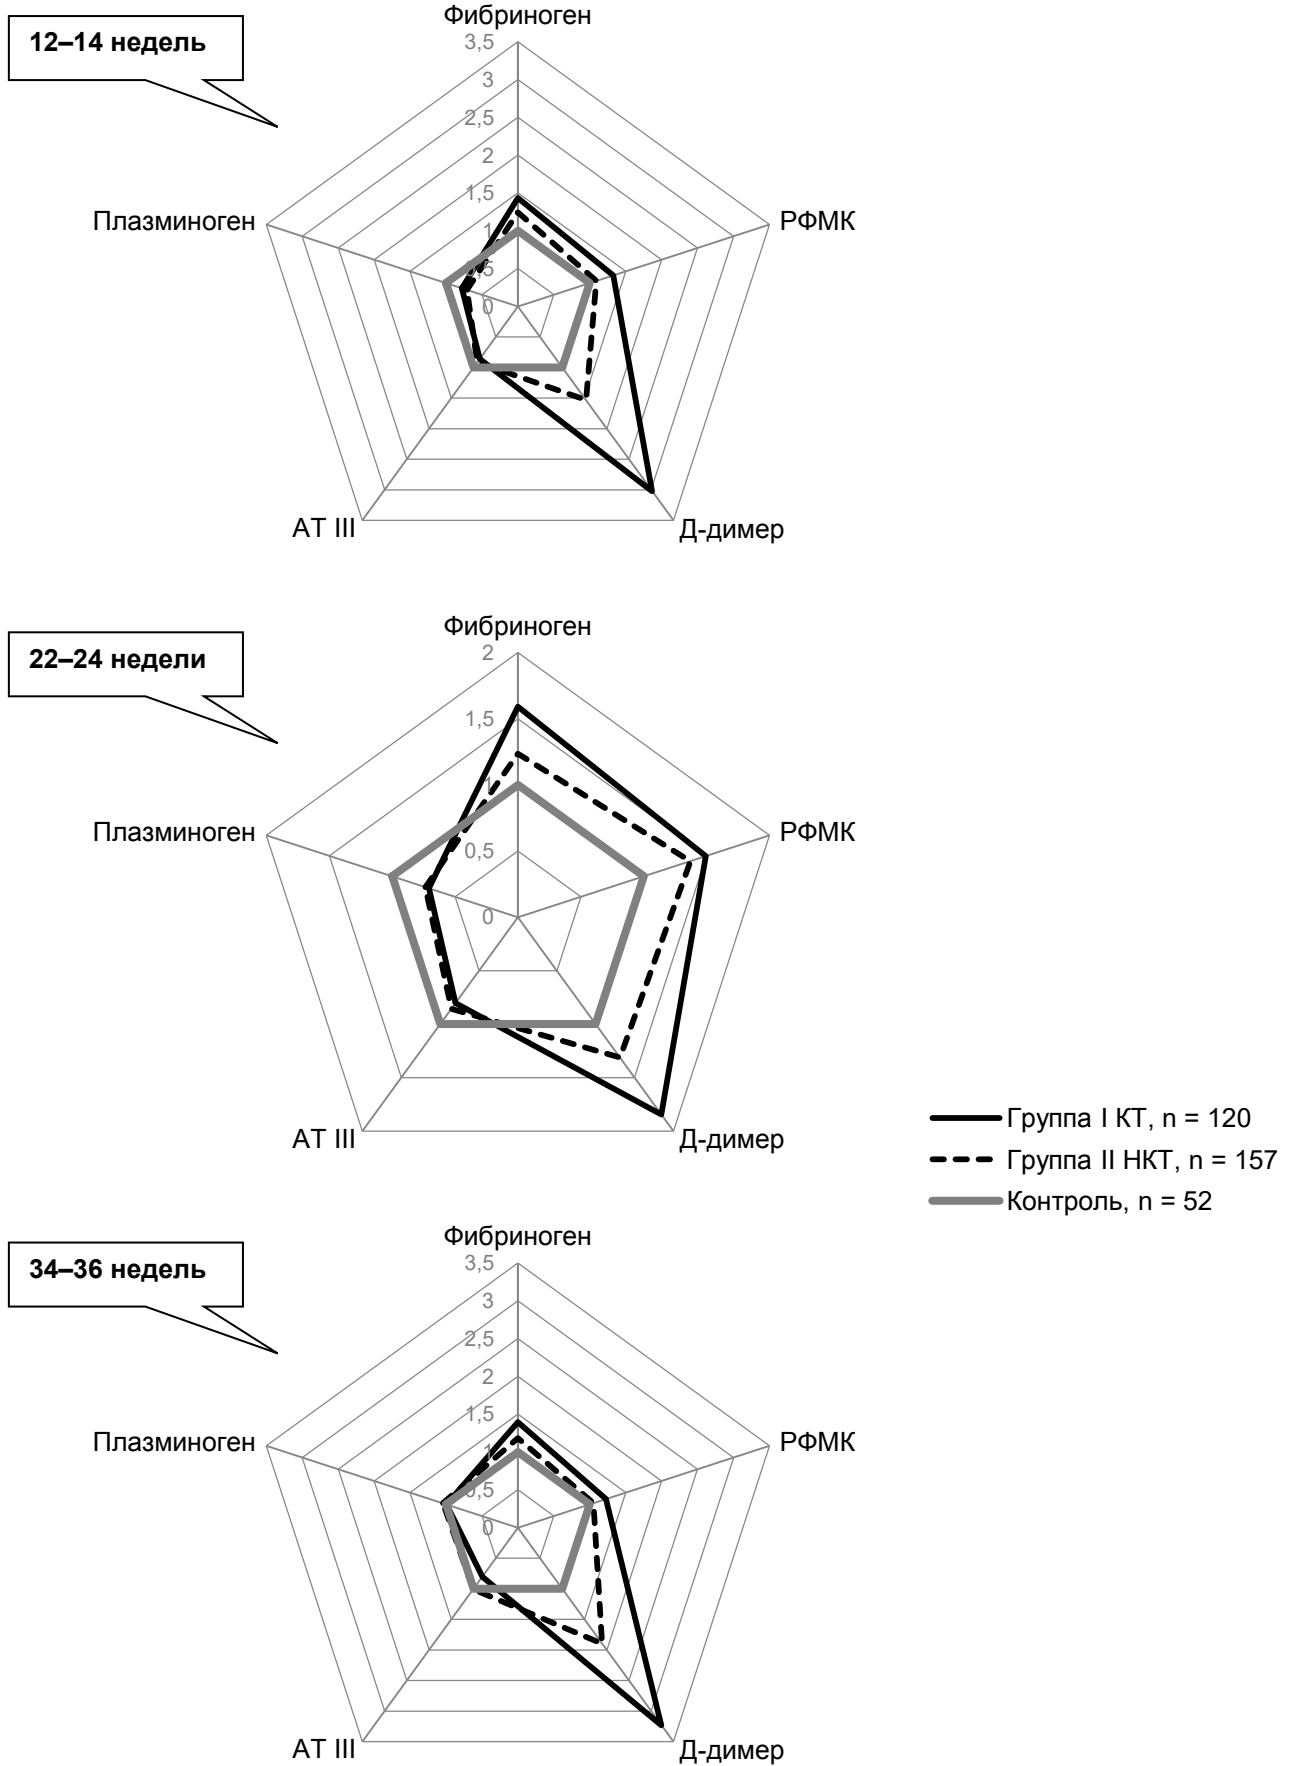 12–14 недель
Фибриноген
3,5
3
2,5
2
1,5
1
0,5
0
Плазминоген
РФМК
АТ III
Д-димер
22–24 недели
Фибриноген
2
1,5
1
0,5
0
Плазминоген
РФМК
АТ III
Д-димер
Группа I КТ, n = 120
Группа II НКТ, n = 157
Контроль, n = 52
34–36 недель
Фибриноген
3,5
3
2,5
2
1,5
1
0,5
0
Плазминоген
РФМК
АТ III
Д-димер